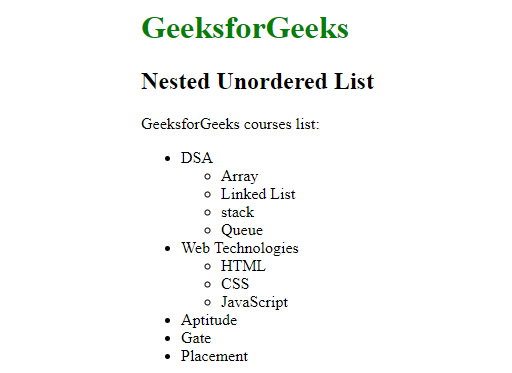 GeeksforGeeks
Nested Unordered List
GeeksforGeeks courses list:
DSA
Array
Linked List
stack
Queue
Web Technologies
HTML
CSS
JavaScript
Aptitude
Gate
Placement